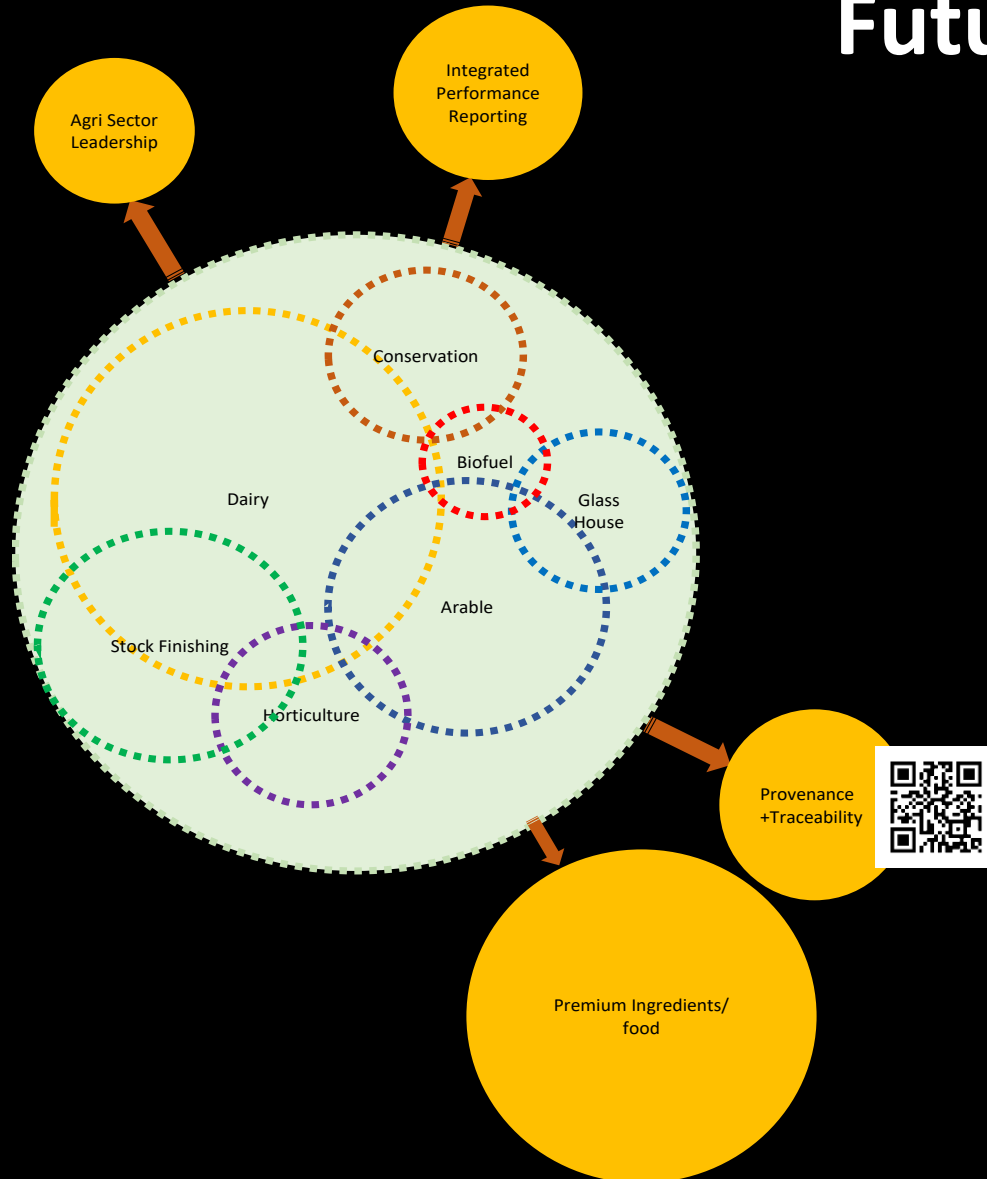 Futu
Integrated
Performance
Reporting
Agri Sector
Leadership
Conservation
Biofuel
Dairy
Glass
House
Arable
Stock Finishing
Horticulture
Provenance
+Traceability
Premium Ingredients/
food